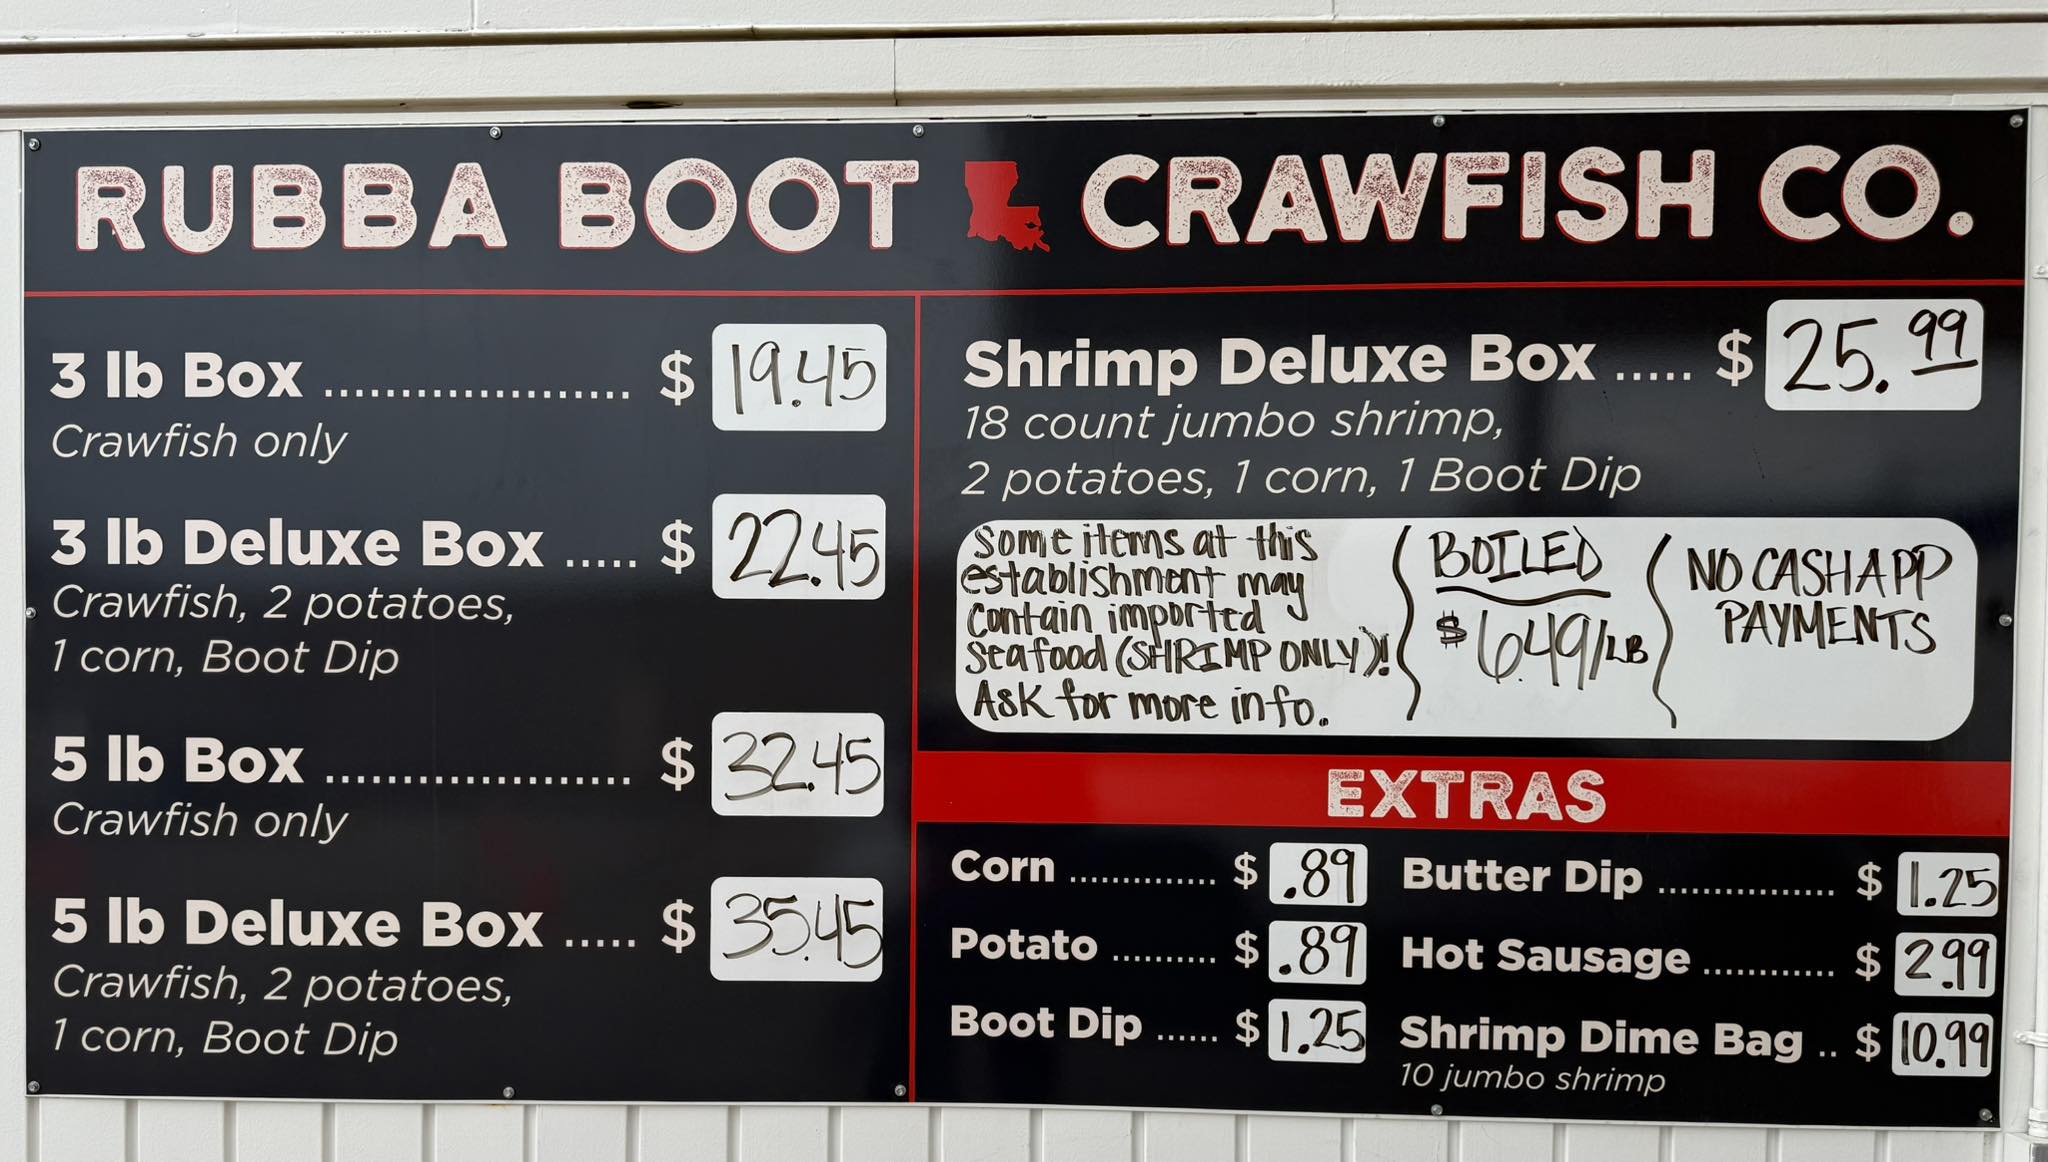 RUBBA BOOT CRAWFISH CO.
3 lb Box .................... $ 19.45
Crawfish only
3 lb Deluxe Box ..... $ 22.45
Crawfish, 2 potatoes,
1 corn, Boot Dip
5 lb Box .................... $ 32.45
Crawfish only
5 lb Deluxe Box ..... $ 35.45
Crawfish, 2 potatoes,
1 corn, Boot Dip
Shrimp Deluxe Box ..... $ 25.99
18 count jumbo shrimp,
2 potatoes, 1 corn, 1 Boot Dip
Some items at this
establishment may
contain imported
seafood (SHRIMP ONLY)!
Ask for more info.
BOILED
$6.49/LB
NO CASHAPP
PAYMENTS
EXTRAS
Corn .............. $ .89
Potato .......... $ .89
Boot Dip ...... $ 1.25
Butter Dip ................ $ 1.25
Hot Sausage ............ $ 2.99
Shrimp Dime Bag .. $ 10.99
10 jumbo shrimp